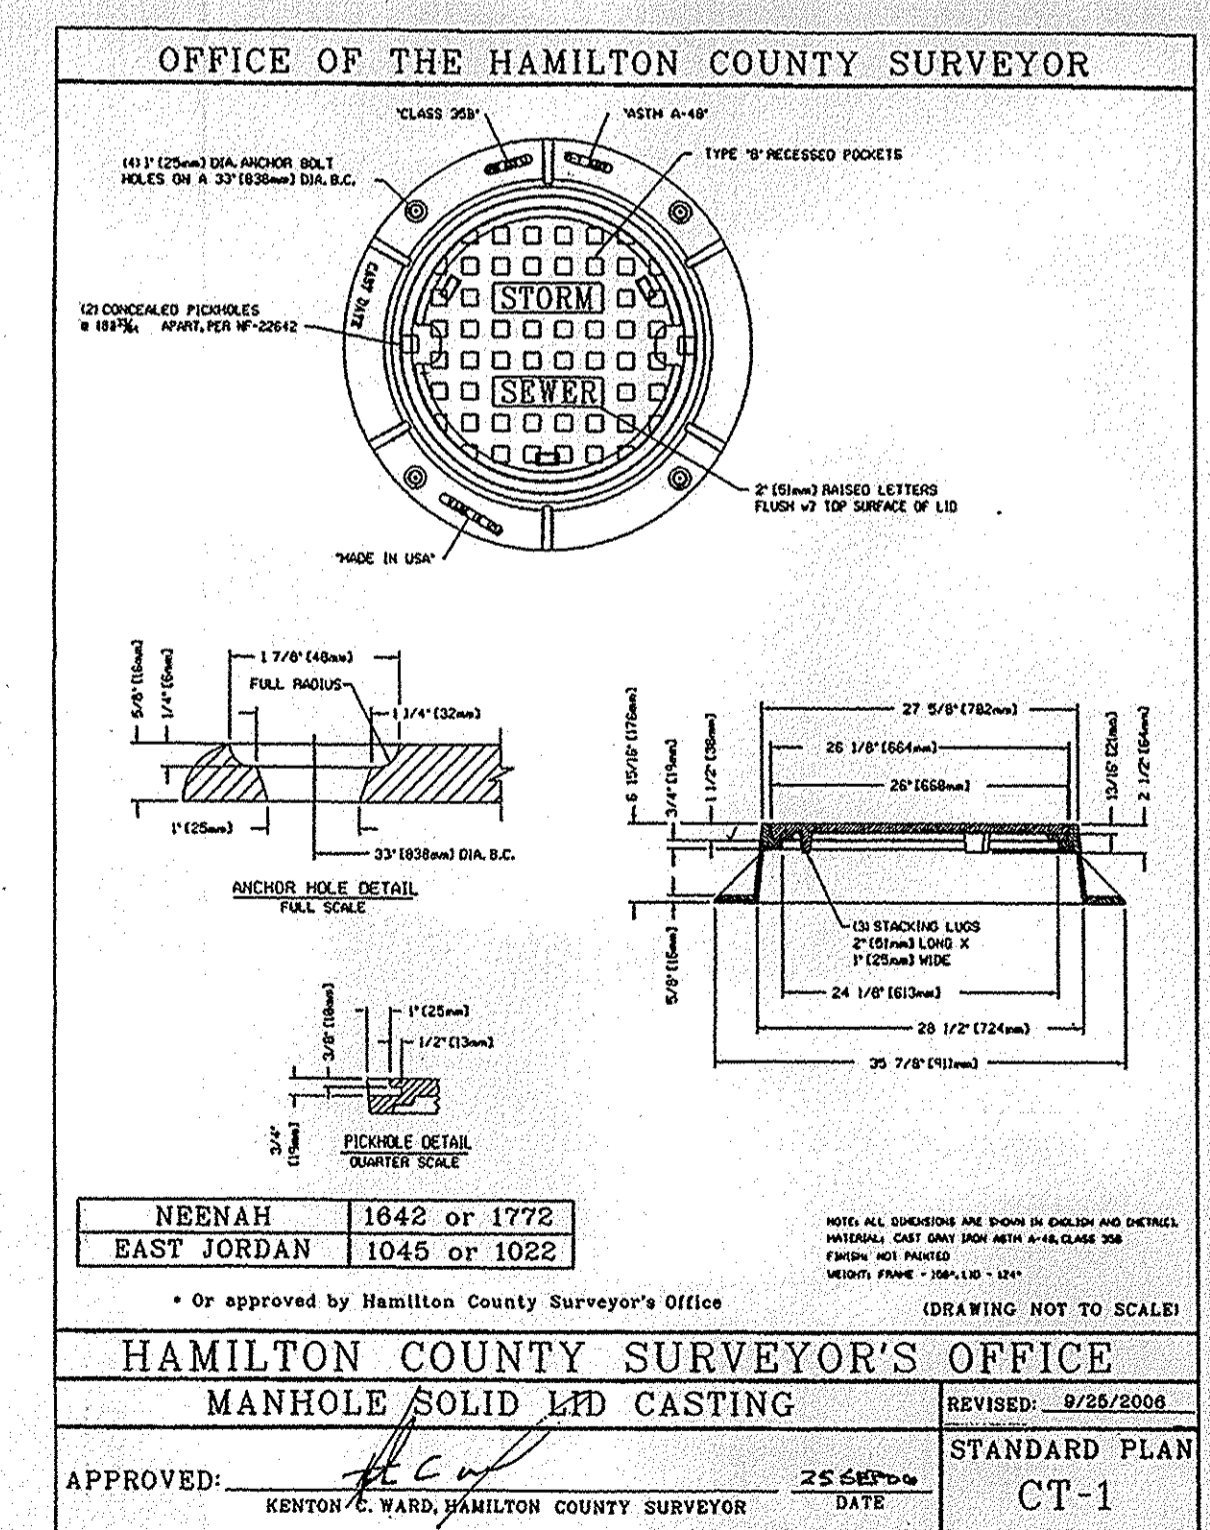 OFFICE OF THE HAMILTON COUNTY SURVEYOR
"CLASS 35B"
"ASTM A-48"
(4) 1" (25mm) DIA. ANCHOR BOLT
HOLES ON A 33" [838mm] DIA. B.C.
TYPE "B" RECESSED POCKETS
CAST DATE
(2) CONCEALED PICKHOLES
APART, PER NF-22642
STORM
SEWER
2" (51mm) RAISED LETTERS
FLUSH w/ TOP SURFACE OF LID
"MADE IN USA"
5/8" (16mm)
1/4" (6mm)
1 7/8" (48mm)
FULL RADIUS
1 1/4" (32mm)
1" (25mm)
33" [838mm] DIA. B.C.
ANCHOR HOLE DETAIL
FULL SCALE
6 15/16" (176mm)
3/4" (19mm)
1 1/2" (38mm)
27 5/8" (782mm)
26 1/8" (664mm)
26" (668mm)
13/16" (21mm)
2 1/2" (64mm)
(3) STACKING LUGS
2" (51mm) LONG X
1" (25mm) WIDE
5/8" (16mm)
24 1/8" (613mm)
28 1/2" (724mm)
35 7/8" (911mm)
3/8"
1" (25mm)
1/2" (13mm)
3/4"
(19mm)
PICKHOLE DETAIL
QUARTER SCALE
NEENAH 1642 or 1772
EAST JORDAN 1045 or 1022
* Or approved by Hamilton County Surveyor's Office
NOTE: ALL DIMENSIONS ARE SHOWN IN ENGLISH AND
MATERIAL: CAST GRAY IRON ASTM A-48, CLASS 35B
FINISH: NOT PAINTED
WEIGHT: FRAME - LID - 124#
(DRAWING NOT TO SCALE)
HAMILTON COUNTY SURVEYOR'S OFFICE
MANHOLE SOLID LID CASTING
REVISED: 9/25/2006
APPROVED:
25 SEP 06
KENTON C. WARD, HAMILTON COUNTY SURVEYOR
DATE
STANDARD PLAN
CT-1